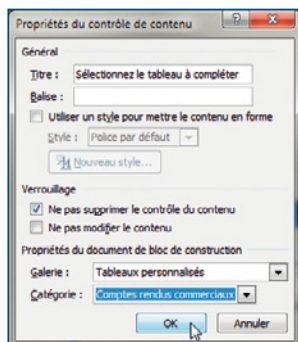 Propriétés du contrôle de contenu
Général
Titre : Sélectionnez le tableau à compléter
Balise :
Utiliser un style pour mettre le contenu en forme
Style : Police par défaut
Nouveau style...
Verrouillage
Ne pas supprimer le contrôle du contenu
Ne pas modifier le contenu
Propriétés du document de bloc de construction
Galerie : Tableaux personnalisés
Catégorie : Comptes rendus commerciaux
OK Annuler